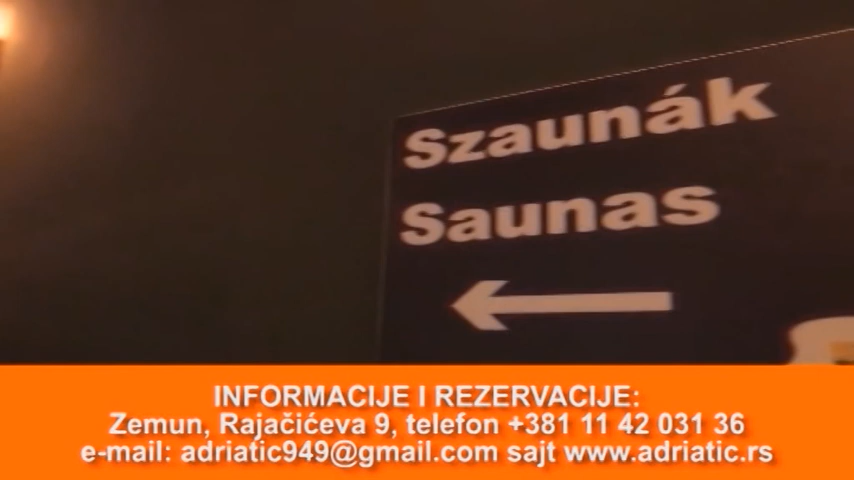 Szaunák
Saunas
INFORMACIJE I REZERVACIJE:
Zemun, Rajačićeva 9, telefon +381 11 42 031 36
e-mail: adriatic949@gmail.com sajt www.adriatic.rs